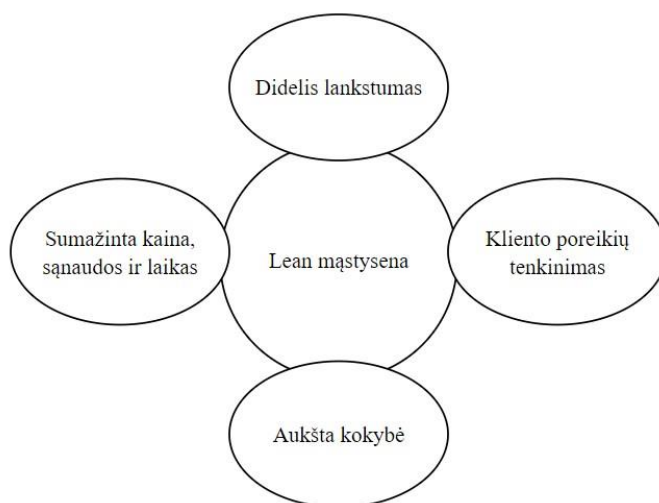 Didelis lankstumas
Sumažinta kaina,
sąnaudos ir laikas
Lean mąstysena
Kliento poreikių
tenkinimas
Aukšta kokybė